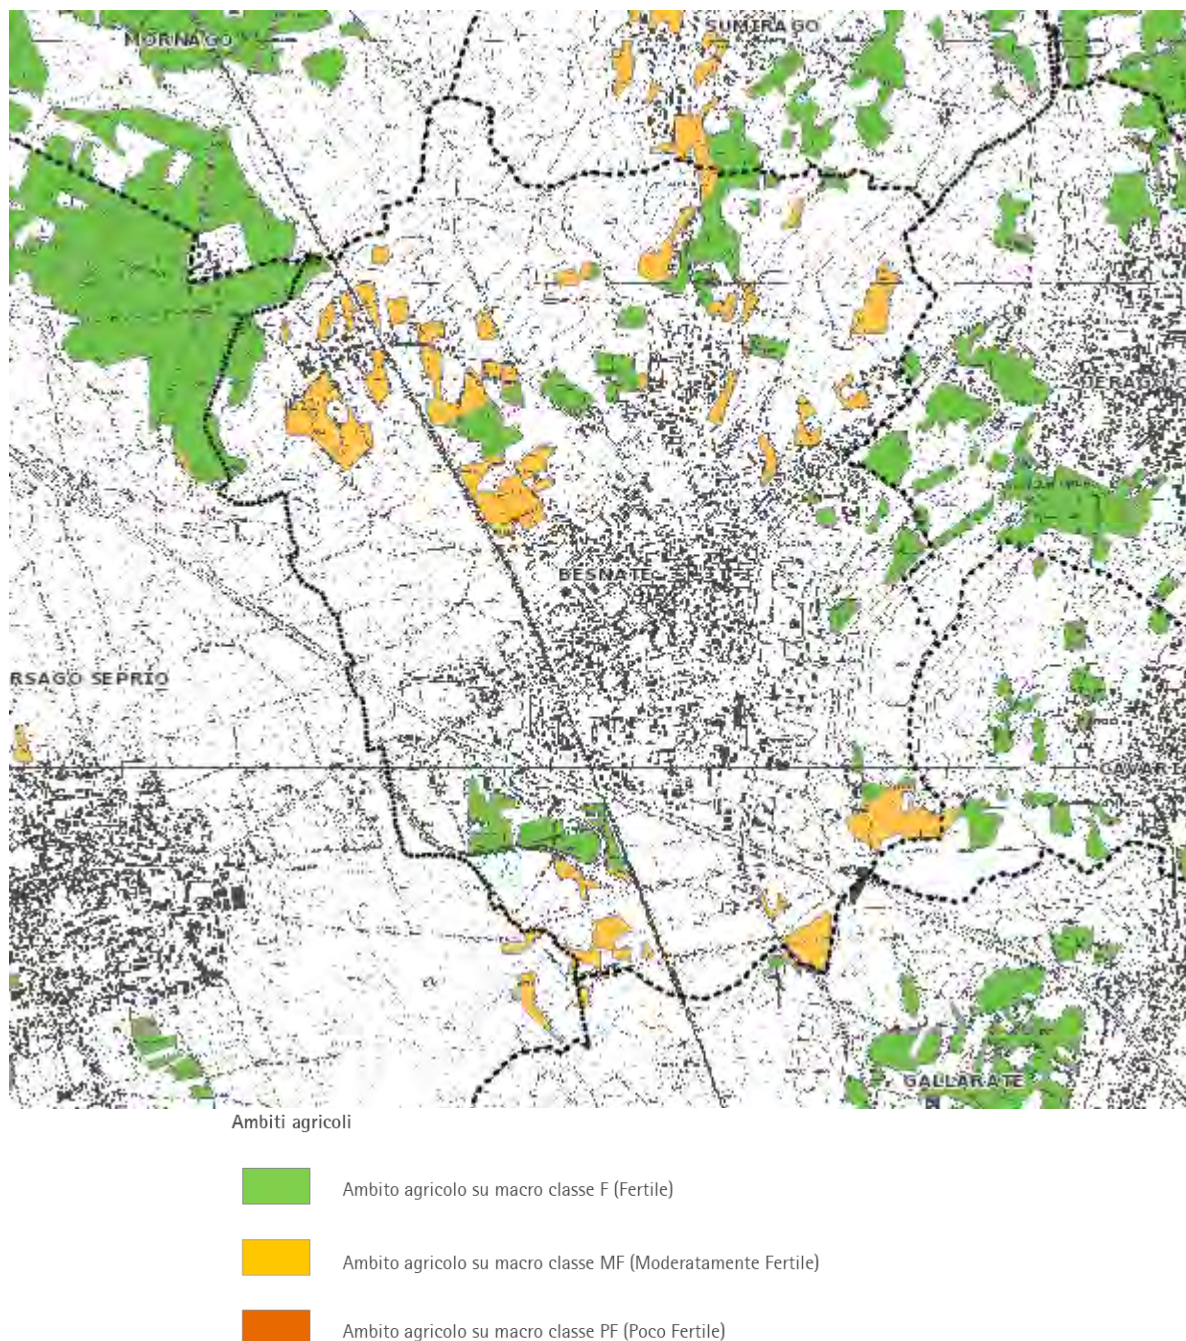 MORNAGO
SUMIRAGO
BESNATE
RSAGO SEPRIO
GALLARATE
Ambiti agricoli
Ambito agricolo su macro classe F (Fertile)
Ambito agricolo su macro classe MF (Moderatamente Fertile)
Ambito agricolo su macro classe PF (Poco Fertile)